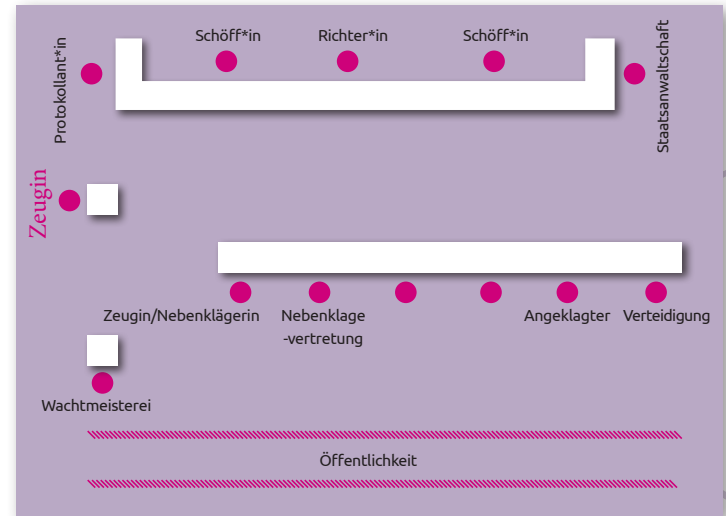 Schöff*in
Richter*in
Schöff*in
Protokollant*in
Staatsanwaltschaft
Zeugin
Zeugin/Nebenklägerin
Nebenklage
-vertretung
Angeklagter
Verteidigung
Wachtmeisterei
Öffentlichkeit